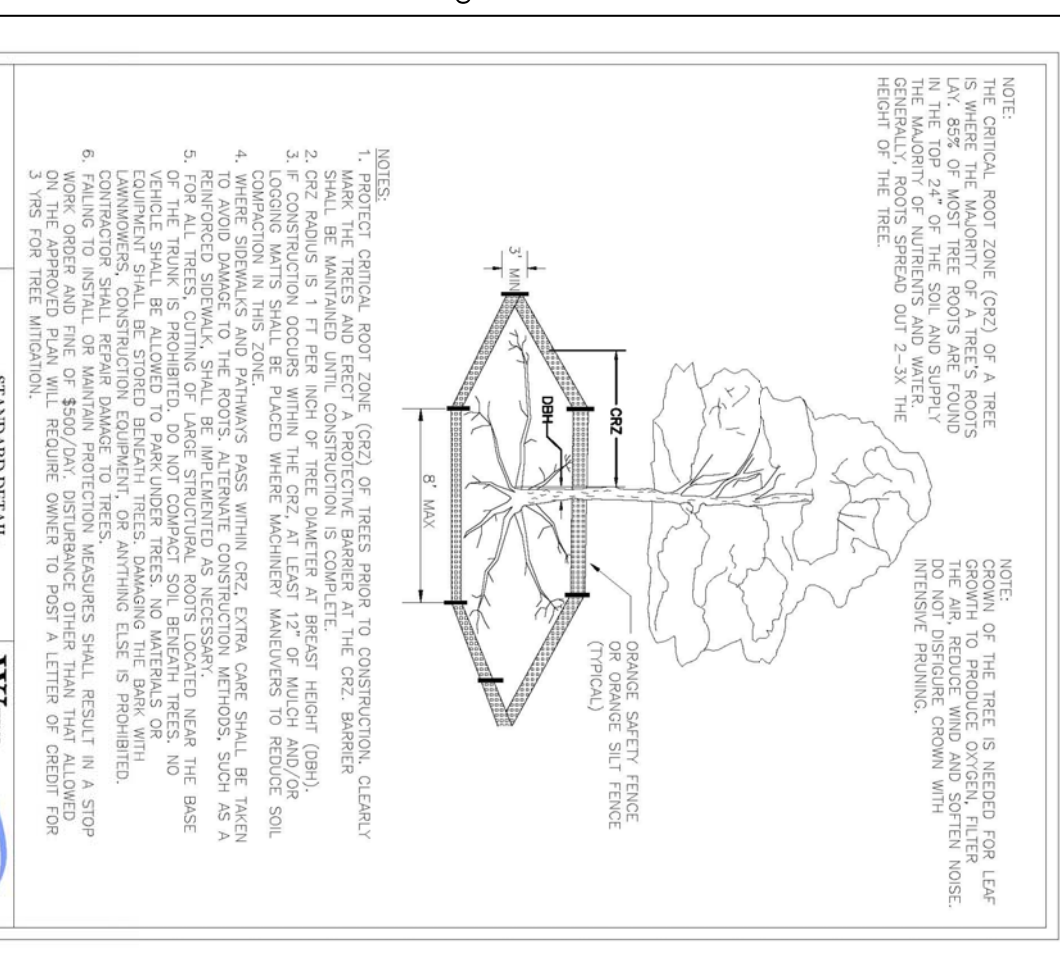 NOTE:
THE CRITICAL ROOT ZONE (CRZ) OF A TREE
IS WHERE THE MAJORITY OF A TREE'S ROOTS
LAY. 85% OF MOST TREE ROOTS ARE FOUND
IN THE TOP 24" OF THE SOIL AND SUPPLY
THE MAJORITY OF NUTRIENTS AND WATER.
GENERALLY, ROOTS SPREAD OUT 2-3X THE
HEIGHT OF THE TREE.
NOTE:
CROWN OF THE TREE IS NEEDED FOR LEAF
GROWTH TO PRODUCE OXYGEN, FILTER
THE AIR, REDUCE WIND AND SOFTEN NOISE.
DO NOT DISFIGURE CROWN WITH
INTENSIVE PRUNING.
CRZ
DBH
3' MIN
8' MAX
ORANGE SAFETY FENCE
OR ORANGE SILT FENCE
(TYPICAL)
NOTES:
1. PROTECT CRITICAL ROOT ZONE (CRZ) OF TREES PRIOR TO CONSTRUCTION. CLEARLY
MARK THE TREES AND ERECT A PROTECTIVE BARRIER AT THE CRZ. BARRIER
SHALL BE MAINTAINED UNTIL CONSTRUCTION IS COMPLETE.
2. CRZ RADIUS IS 1 FT PER INCH OF TREE DIAMETER AT BREAST HEIGHT (DBH).
3. IF CONSTRUCTION OCCURS WITHIN THE CRZ, AT LEAST 12" OF MULCH AND/OR
LOGGING MATTS SHALL BE PLACED WHERE MACHINERY MANEUVERS TO REDUCE SOIL
COMPACTION IN THIS ZONE.
4. WHERE SIDEWALKS AND PATHWAYS PASS WITHIN CRZ, EXTRA CARE SHALL BE TAKEN
TO AVOID DAMAGE TO THE ROOTS. ALTERNATE CONSTRUCTION METHODS, SUCH AS A
REINFORCED SIDEWALK, SHALL BE IMPLEMENTED AS NECESSARY.
5. FOR ALL TREES, CUTTING OF LARGE STRUCTURAL ROOTS LOCATED NEAR THE BASE
OF THE TRUNK IS PROHIBITED. DO NOT COMPACT SOIL BENEATH TREES. NO
VEHICLE SHALL BE ALLOWED TO PARK UNDER TREES. NO MATERIALS OR
EQUIPMENT SHALL BE STORED BENEATH TREES. DAMAGING THE BARK WITH
LAWNMOWERS, CONSTRUCTION EQUIPMENT, OR ANYTHING ELSE IS PROHIBITED.
CONTRACTOR SHALL REPAIR DAMAGE TO TREES.
6. FAILING TO INSTALL OR MAINTAIN PROTECTION MEASURES SHALL RESULT IN A STOP
WORK ORDER AND FINE OF $500/DAY. DISTURBANCE OTHER THAN THAT ALLOWED
ON THE APPROVED PLAN WILL REQUIRE OWNER TO POST A LETTER OF CREDIT FOR
3 YRS FOR TREE MITIGATION.
STANDARD DETAIL